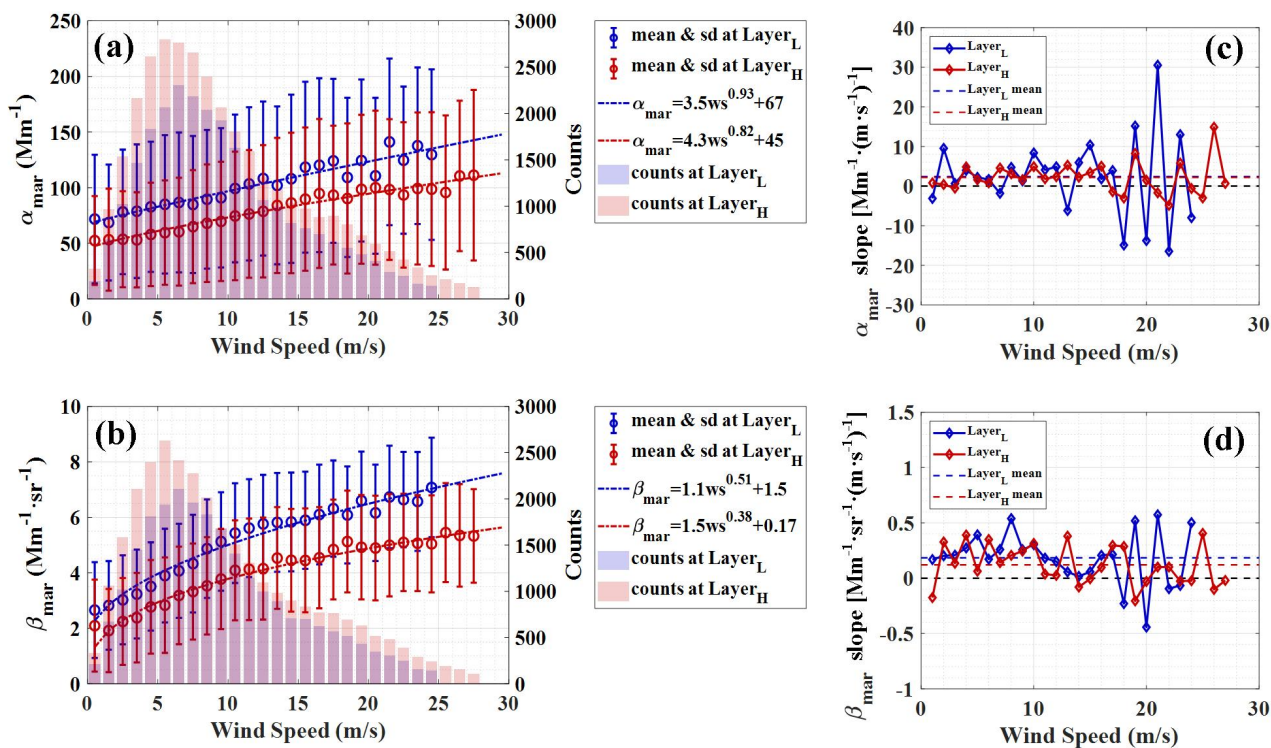 (a)
α_mar (Mm⁻¹)
250
200
150
100
50
0
3000
2500
2000
1500
1000
500
0
Counts
0 5 10 15 20 25 30
Wind Speed (m/s)
mean & sd at Layer_L
mean & sd at Layer_H
α_mar=3.5ws^0.93+67
α_mar=4.3ws^0.82+45
counts at Layer_L
counts at Layer_H
(c)
α_mar slope [Mm⁻¹·(m·s⁻¹)⁻¹]
40
30
20
10
0
-10
-20
-30
Layer_L
Layer_H
Layer_L mean
Layer_H mean
0 10 20 30
Wind Speed (m/s)
(b)
β_mar (Mm⁻¹·sr⁻¹)
10
8
6
4
2
0
3000
2500
2000
1500
1000
500
0
Counts
0 5 10 15 20 25 30
Wind Speed (m/s)
mean & sd at Layer_L
mean & sd at Layer_H
β_mar=1.1ws^0.51+1.5
β_mar=1.5ws^0.38+0.17
counts at Layer_L
counts at Layer_H
(d)
β_mar slope [Mm⁻¹·sr⁻¹·(m·s⁻¹)⁻¹]
1.5
1
0.5
0
-0.5
-1
Layer_L
Layer_H
Layer_L mean
Layer_H mean
0 10 20 30
Wind Speed (m/s)